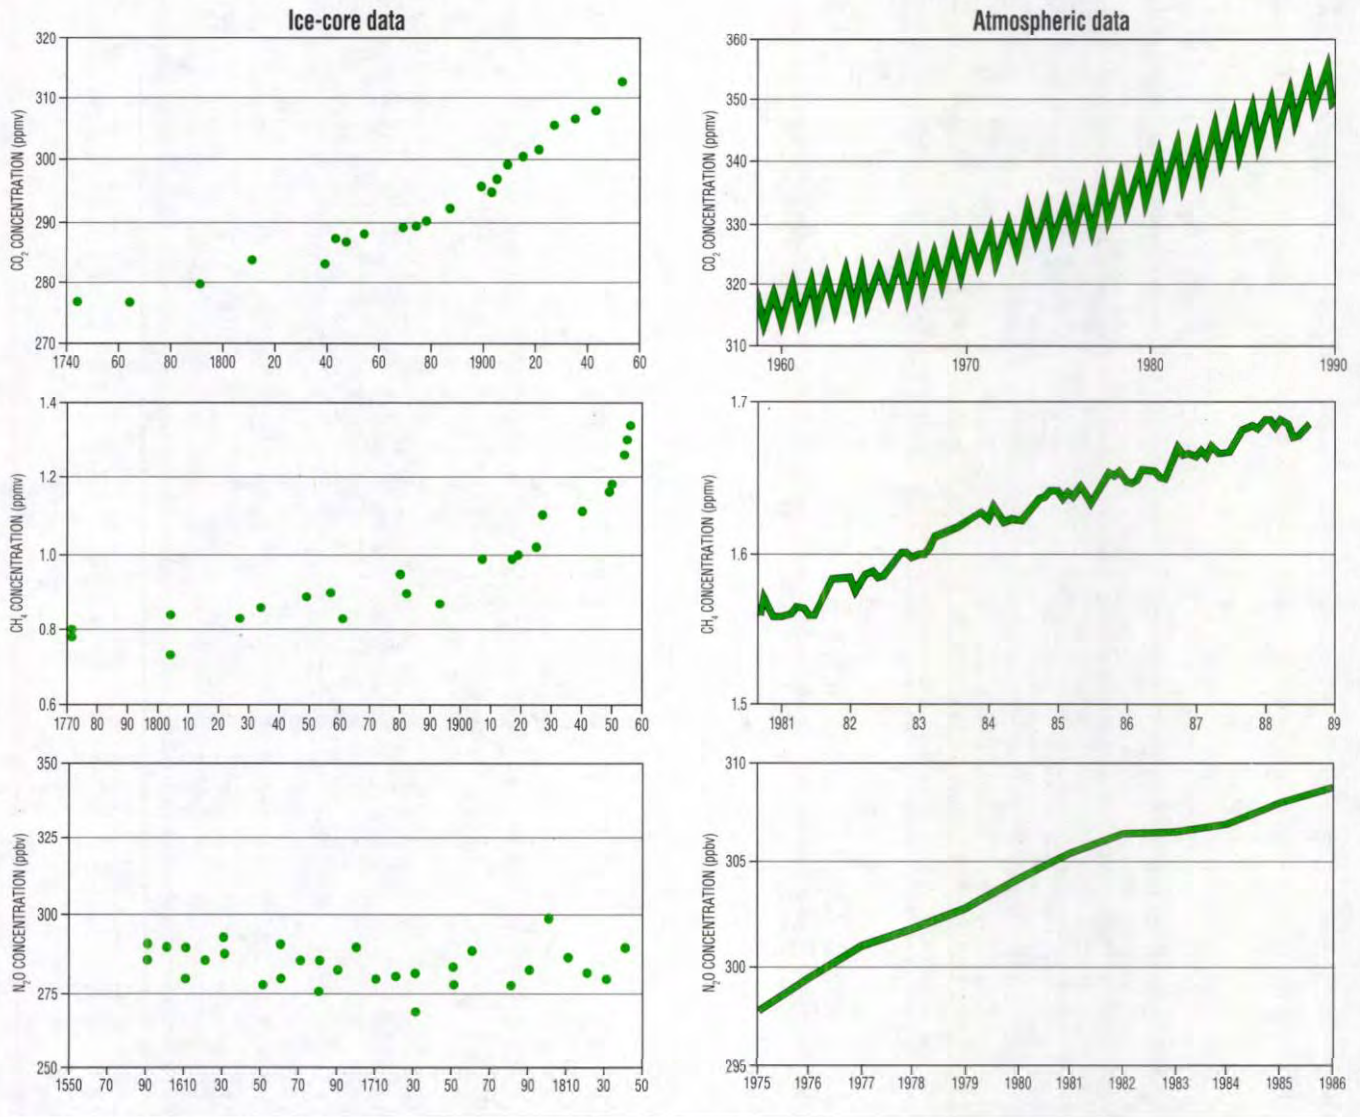 Ice-core data
Atmospheric data
CO₂ CONCENTRATION (ppmv)
320
310
300
290
280
270
1740 60 80 1800 20 40 60 80 1900 20 40 60
CO₂ CONCENTRATION (ppmv)
360
350
340
330
320
310
1960 1970 1980 1990
CH₄ CONCENTRATION (ppmv)
1.4
1.2
1.0
0.8
0.6
1770 80 90 1800 10 20 30 40 50 60 70 80 90 1900 10 20 30 40 50 60
CH₄ CONCENTRATION (ppmv)
1.7
1.6
1.5
1981 82 83 84 85 86 87 88 89
N₂O CONCENTRATION (ppbv)
350
325
300
275
250
1550 70 90 1610 30 50 70 90 1710 30 50 70 90 1810 30 50
N₂O CONCENTRATION (ppbv)
310
305
300
295
1975 1976 1977 1978 1979 1980 1981 1982 1983 1984 1985 1986